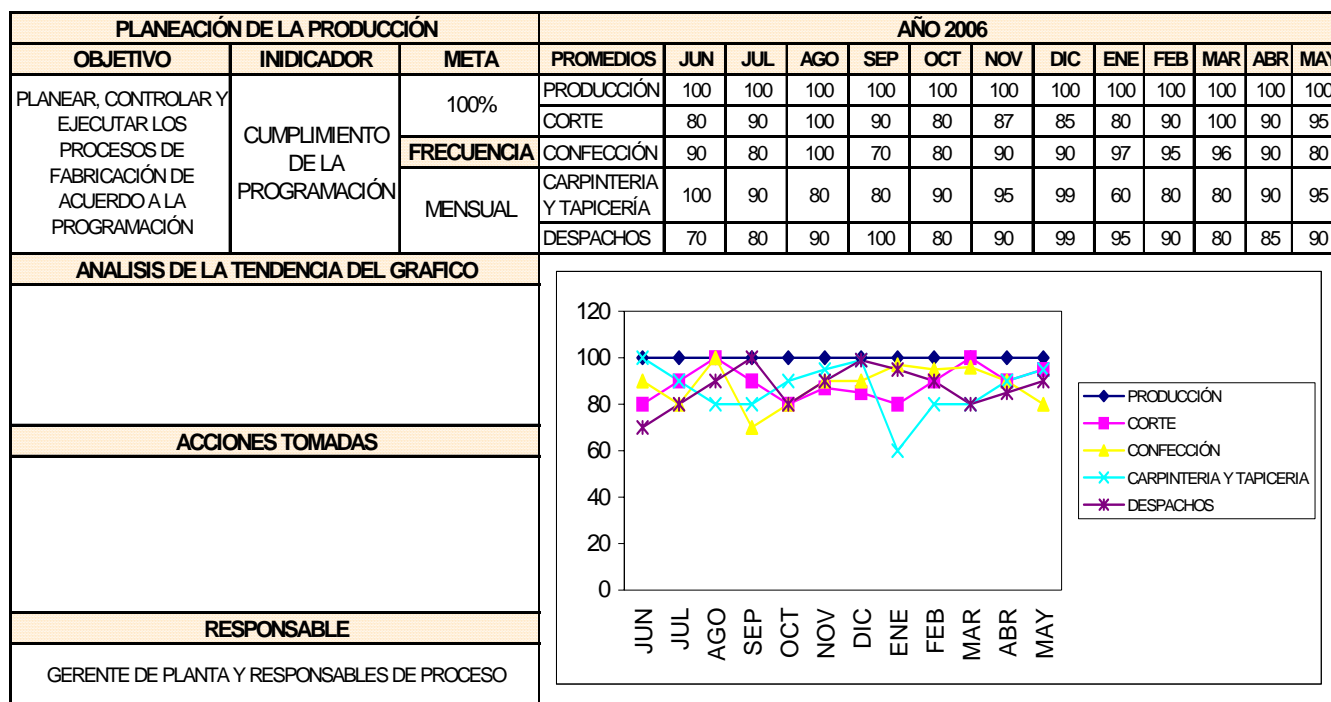 PLANEACIÓN DE LA PRODUCCIÓN
AÑO 2006
OBJETIVO INIDICADOR META PROMEDIOS JUN JUL AGO SEP OCT NOV DIC ENE FEB MAR ABR MAY
PLANEAR, CONTROLAR Y
EJECUTAR LOS
PROCESOS DE
FABRICACIÓN DE
ACUERDO A LA
PROGRAMACIÓN
CUMPLIMIENTO
DE LA
PROGRAMACIÓN
100%
FRECUENCIA
MENSUAL
PRODUCCIÓN 100 100 100 100 100 100 100 100 100 100 100 100
CORTE 80 90 100 90 80 87 85 80 90 100 90 95
CONFECCIÓN 90 80 100 70 80 90 90 97 95 96 90 80
CARPINTERIA
Y TAPICERÍA 100 90 80 80 90 95 99 60 80 80 90 95
DESPACHOS 70 80 90 100 80 90 99 95 90 80 85 90
ANALISIS DE LA TENDENCIA DEL GRAFICO
ACCIONES TOMADAS
RESPONSABLE
GERENTE DE PLANTA Y RESPONSABLES DE PROCESO
120
100
80
60
40
20
0
JUN JUL AGO SEP OCT NOV DIC ENE FEB MAR ABR MAY
PRODUCCIÓN
CORTE
CONFECCIÓN
CARPINTERIA Y TAPICERIA
DESPACHOS